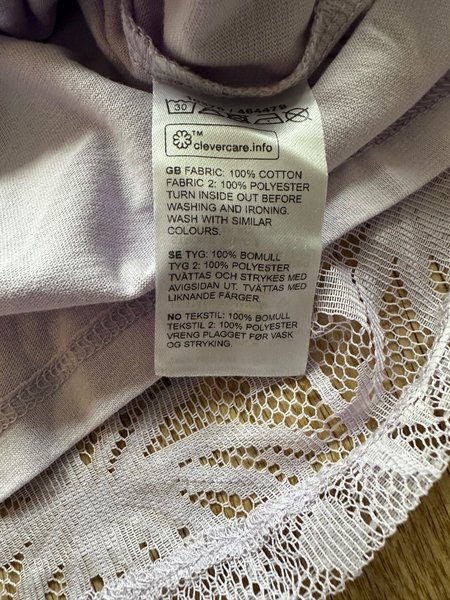 30
464479
™
clevercare.info
GB FABRIC: 100% COTTON
FABRIC 2: 100% POLYESTER
TURN INSIDE OUT BEFORE
WASHING AND IRONING.
WASH WITH SIMILAR
COLOURS.
SE TYG: 100% BOMULL
TYG 2: 100% POLYESTER
TVÄTTAS OCH STRYKES MED
AVIGSIDAN UT. TVÄTTAS MED
LIKNANDE FÄRGER.
NO TEKSTIL: 100% BOMULL
TEKSTIL 2: 100% POLYESTER
VRENG PLAGGET FØR VASK
OG STRYKING.